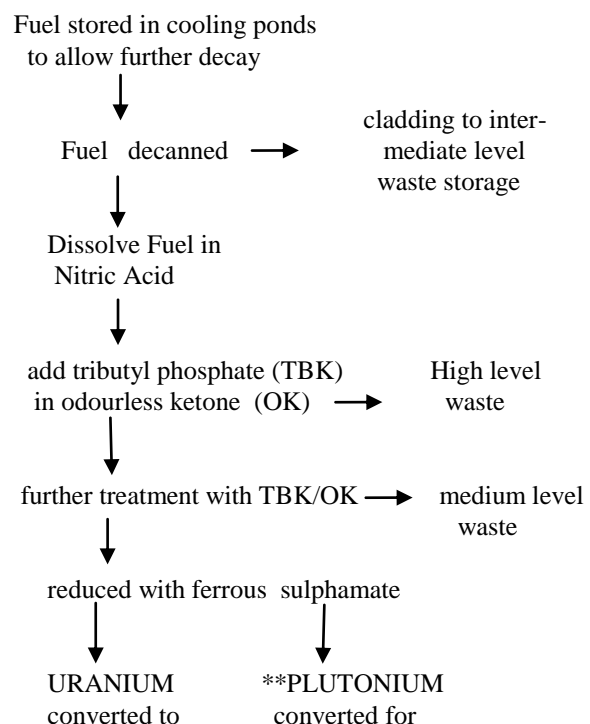 Fuel stored in cooling ponds
to allow further decay
Fuel decanned
cladding to inter-
mediate level
waste storage
Dissolve Fuel in
Nitric Acid
add tributyl phosphate (TBK)
in odourless ketone (OK)
High level
waste
further treatment with TBK/OK
medium level
waste
reduced with ferrous sulphamate
URANIUM
converted to
**PLUTONIUM
converted for